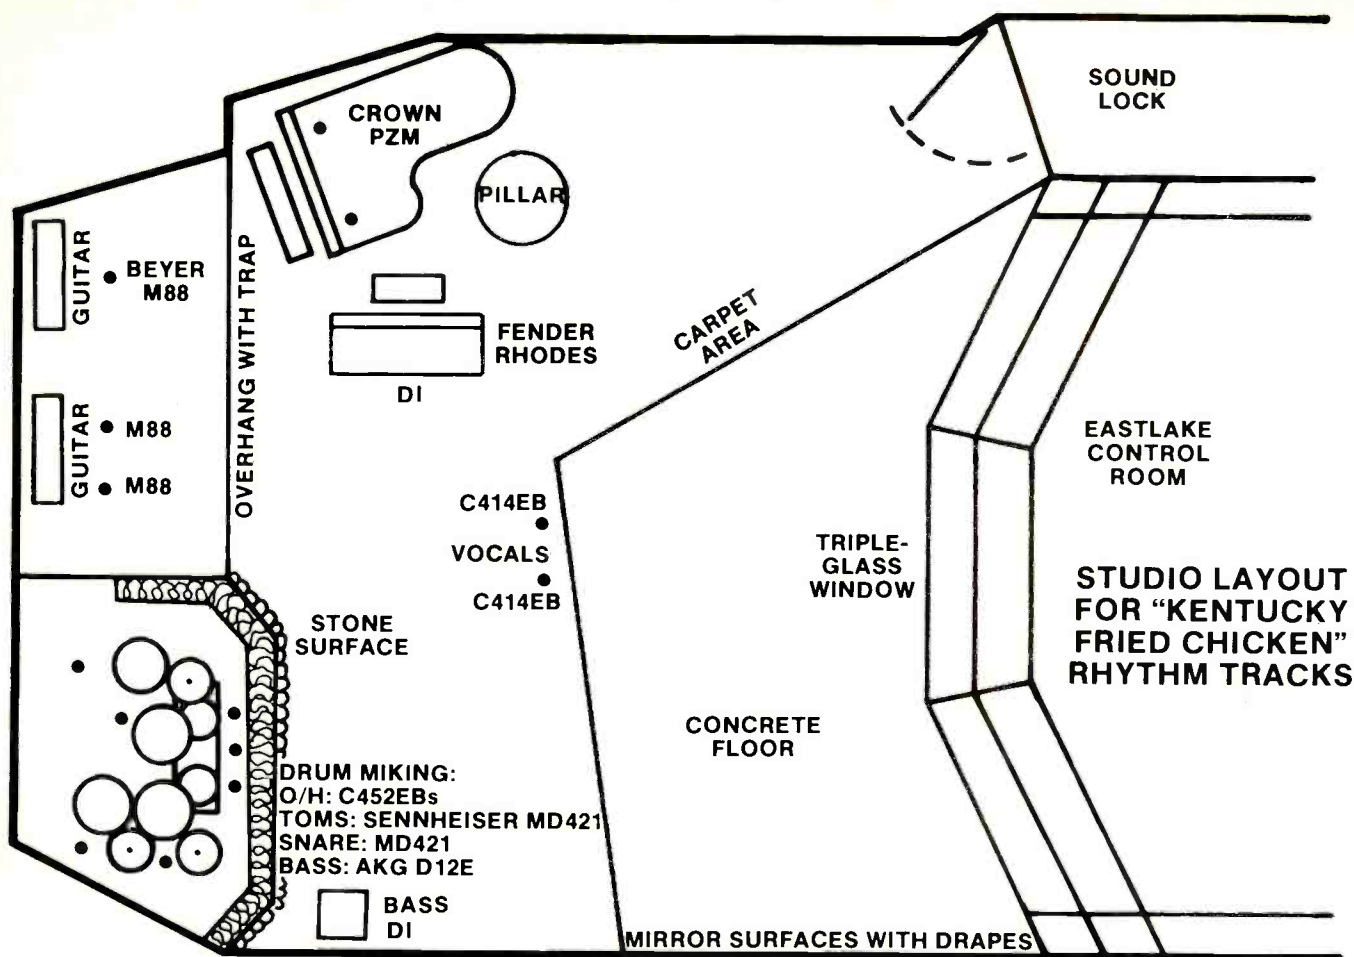 SOUND
LOCK
CROWN
PZM
PILLAR
GUITAR
BEYER
M88
OVERHANG WITH TRAP
FENDER
RHODES
DI
CARPET
AREA
GUITAR
M88
M88
EASTLAKE
CONTROL
ROOM
C414EB
VOCALS
C414EB
TRIPLE-
GLASS
WINDOW
STUDIO LAYOUT
FOR “KENTUCKY
FRIED CHICKEN”
RHYTHM TRACKS
STONE
SURFACE
CONCRETE
FLOOR
DRUM MIKING:
O/H: C452EBs
TOMS: SENNHEISER MD421
SNARE: MD421
BASS: AKG D12E
BASS
DI
MIRROR SURFACES WITH DRAPES